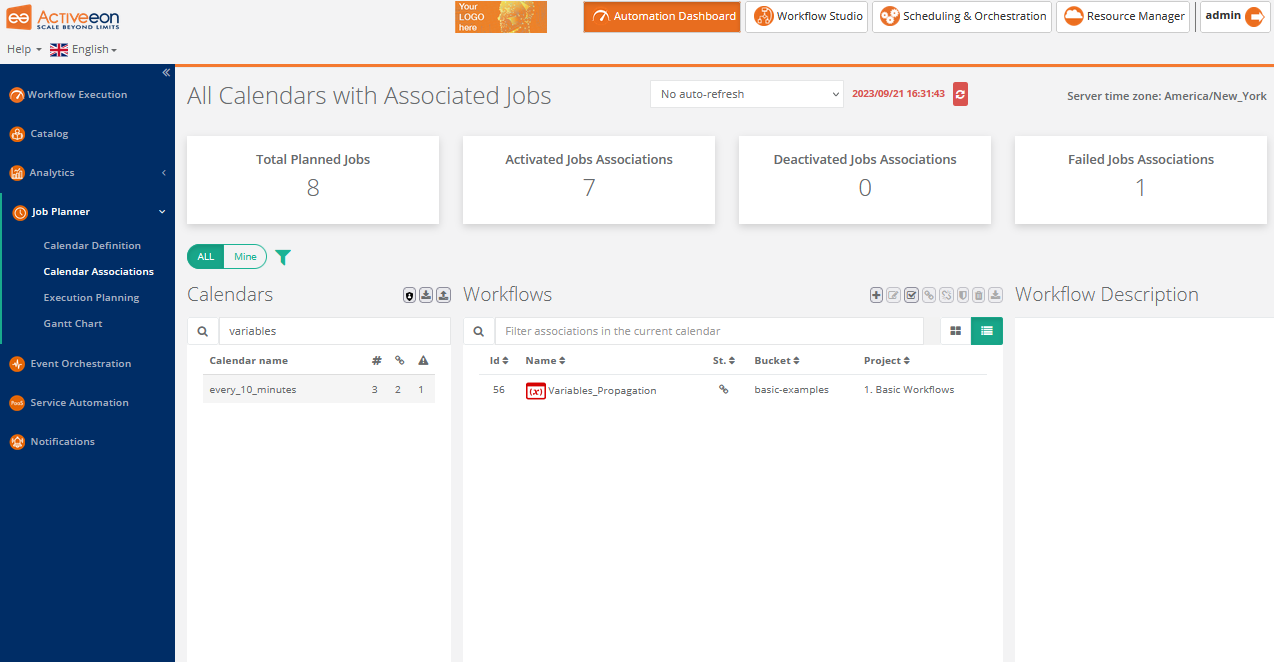 Activeeon
SCALE BEYOND LIMITS
Your
LOGO
here
Automation Dashboard
Workflow Studio
Scheduling & Orchestration
Resource Manager
admin
Help
English
Workflow Execution
Catalog
Analytics
Job Planner
Calendar Definition
Calendar Associations
Execution Planning
Gantt Chart
Event Orchestration
PaaS
Service Automation
Notifications
All Calendars with Associated Jobs
No auto-refresh
2023/09/21 16:31:43
Server time zone: America/New_York
Total Planned Jobs
8
Activated Jobs Associations
7
Deactivated Jobs Associations
0
Failed Jobs Associations
1
ALL
Mine
Calendars
variables
Calendar name #
every_10_minutes 3 2 1
Workflows
Filter associations in the current calendar
Id Name St. Bucket Project
56 (x) Variables_Propagation basic-examples 1. Basic Workflows
Workflow Description